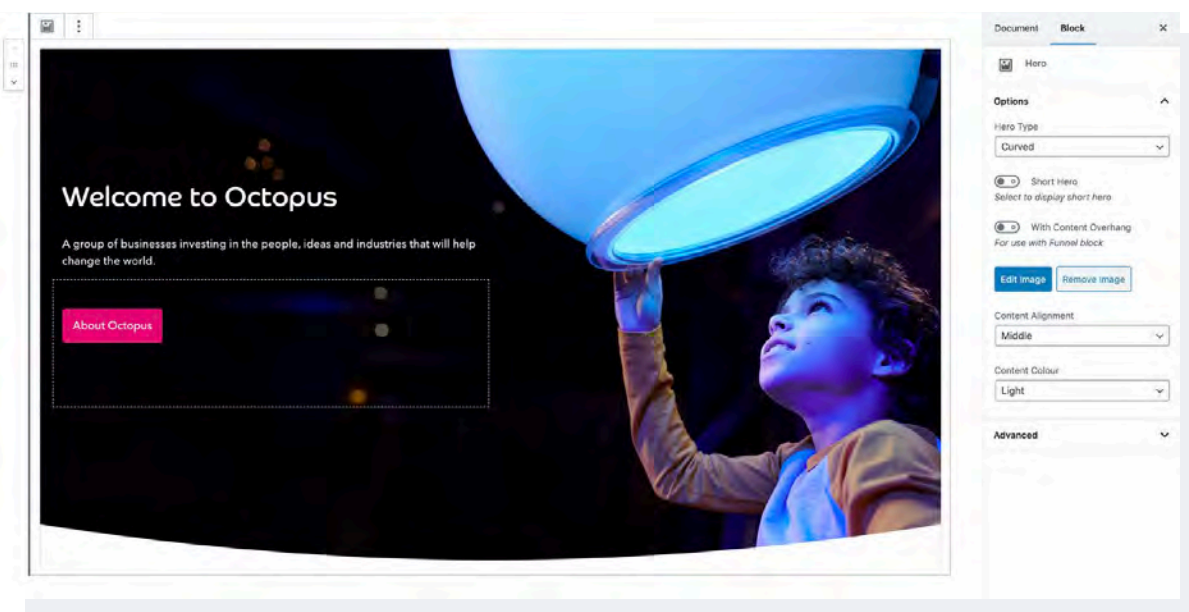 Document Block
Hero
Options
Hero Type
Curved
Short Hero
Select to display short hero
With Content Overhang
For use with Funnel block
Edit Image Remove Image
Content Alignment
Middle
Content Colour
Light
Advanced
Welcome to Octopus
A group of businesses investing in the people, ideas and industries that will help
change the world.
About Octopus